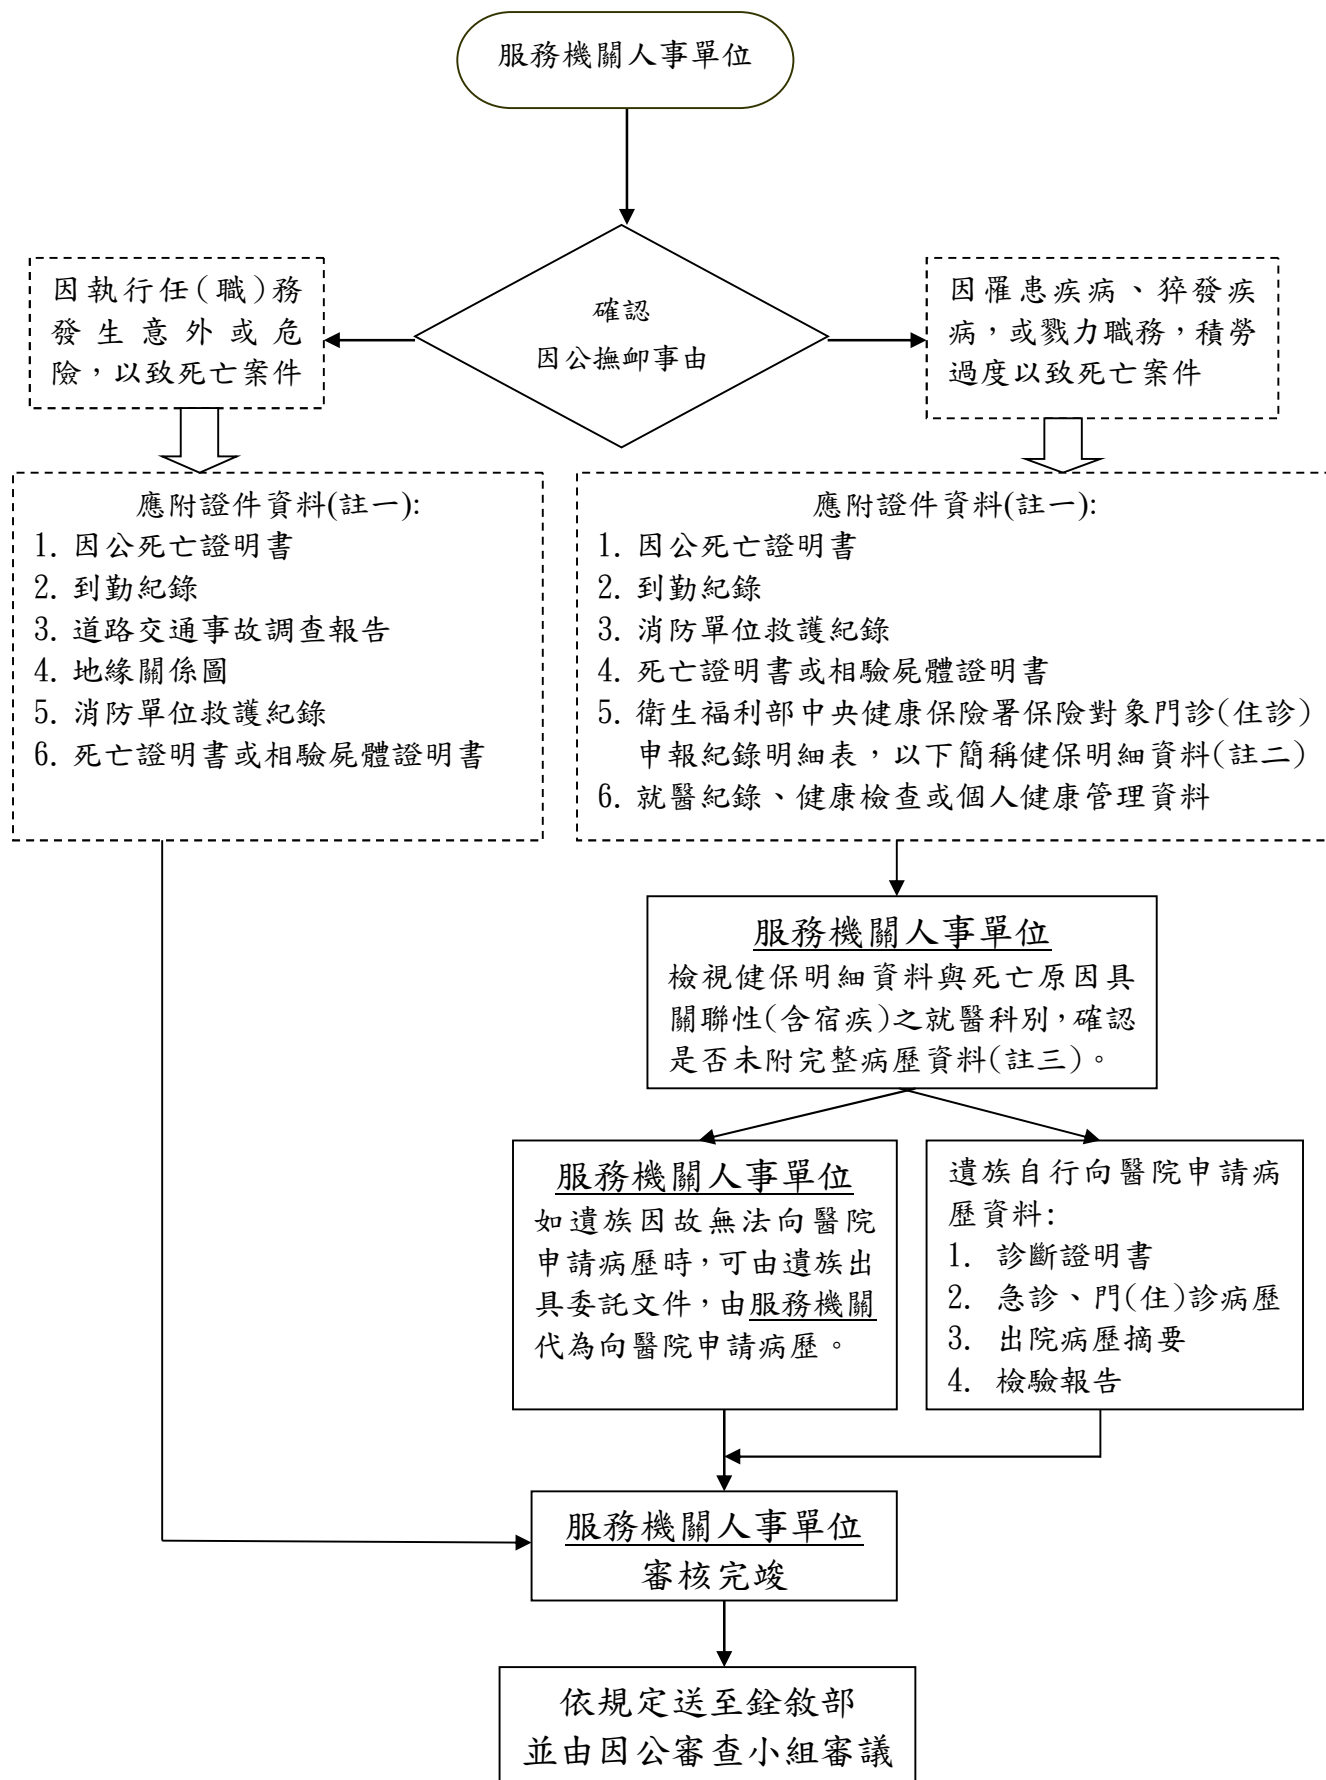 服務機關人事單位
確認
因公撫卹事由
因執行任(職)務
發生意外或危
險，以致死亡案件
因罹患疾病、猝發疾
病，或戮力職務，積勞
過度以致死亡案件
應附證件資料(註一):
1. 因公死亡證明書
2. 到勤紀錄
3. 道路交通事故調查報告
4. 地緣關係圖
5. 消防單位救護紀錄
6. 死亡證明書或相驗屍體證明書
應附證件資料(註一):
1. 因公死亡證明書
2. 到勤紀錄
3. 消防單位救護紀錄
4. 死亡證明書或相驗屍體證明書
5. 衛生福利部中央健康保險署保險對象門診(住診)
申報紀錄明細表，以下簡稱健保明細資料(註二)
6. 就醫紀錄、健康檢查或個人健康管理資料
服務機關人事單位
檢視健保明細資料與死亡原因具
關聯性(含宿疾)之就醫科別，確認
是否未附完整病歷資料(註三)。
服務機關人事單位
如遺族因故無法向醫院
申請病歷時，可由遺族出
具委託文件，由服務機關
代為向醫院申請病歷。
遺族自行向醫院申請病
歷資料:
1. 診斷證明書
2. 急診、門(住)診病歷
3. 出院病歷摘要
4. 檢驗報告
服務機關人事單位
審核完竣
依規定送至銓敘部
並由因公審查小組審議